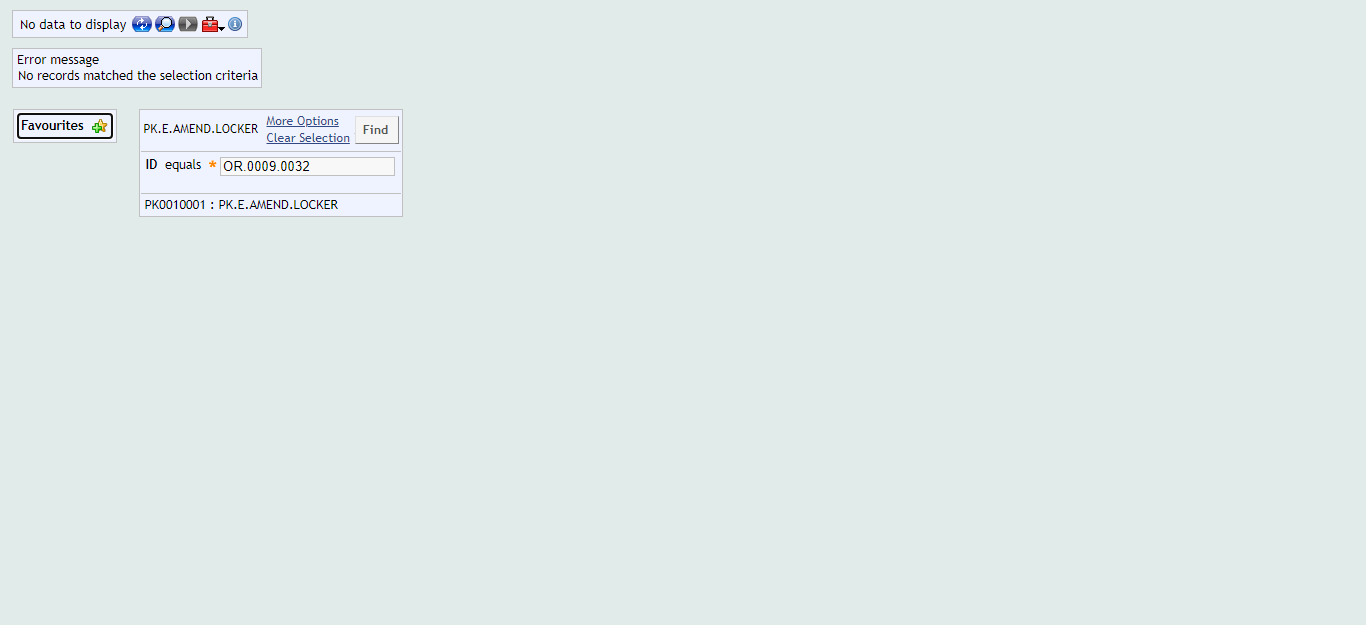 No data to display
Error message
No records matched the selection criteria
Favourites
PK.E.AMEND.LOCKER
More Options
Clear Selection
Find
ID equals * OR.0009.0032
PK0010001 : PK.E.AMEND.LOCKER